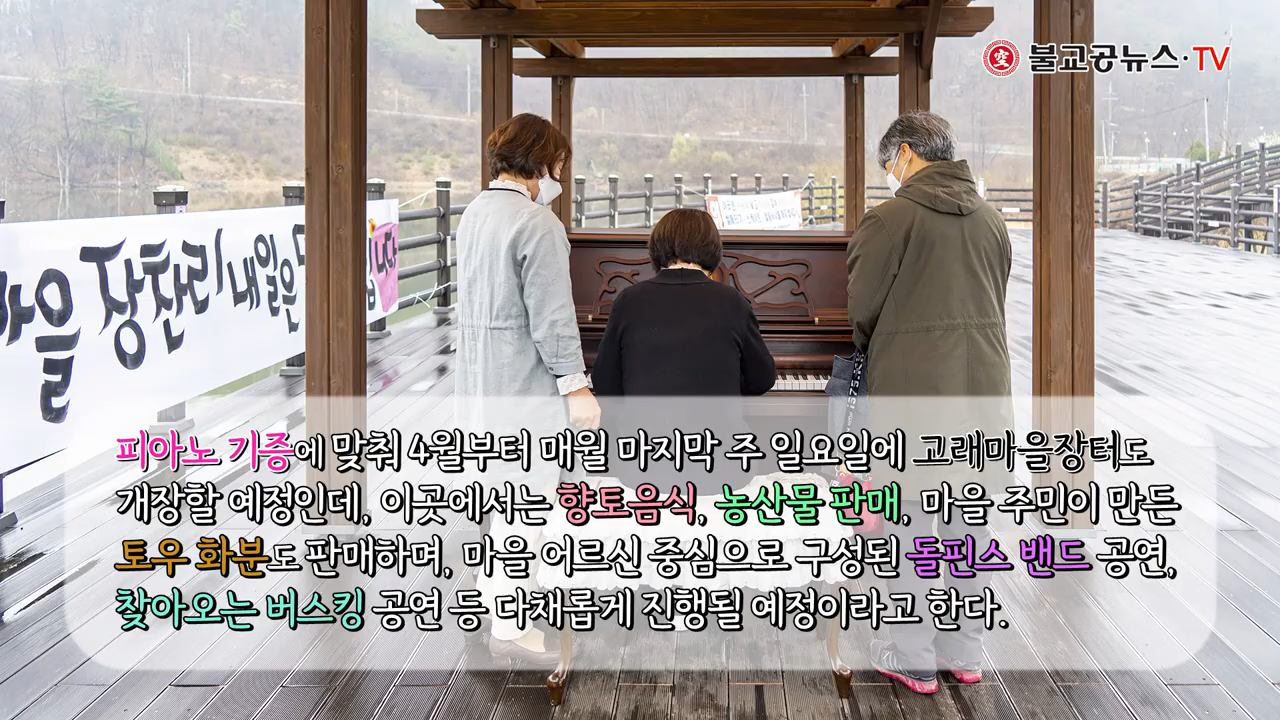 불교공뉴스·TV
마을 장찬리 내일은
피아노 기증에 맞춰 4월부터 매월 마지막 주 일요일에 고래마을장터도
개장할 예정인데, 이곳에서는 향토음식, 농산물 판매, 마을 주민이 만든
토우 화분도 판매하며, 마을 어르신 중심으로 구성된 돌핀스 밴드 공연,
찾아오는 버스킹 공연 등 다채롭게 진행될 예정이라고 한다.